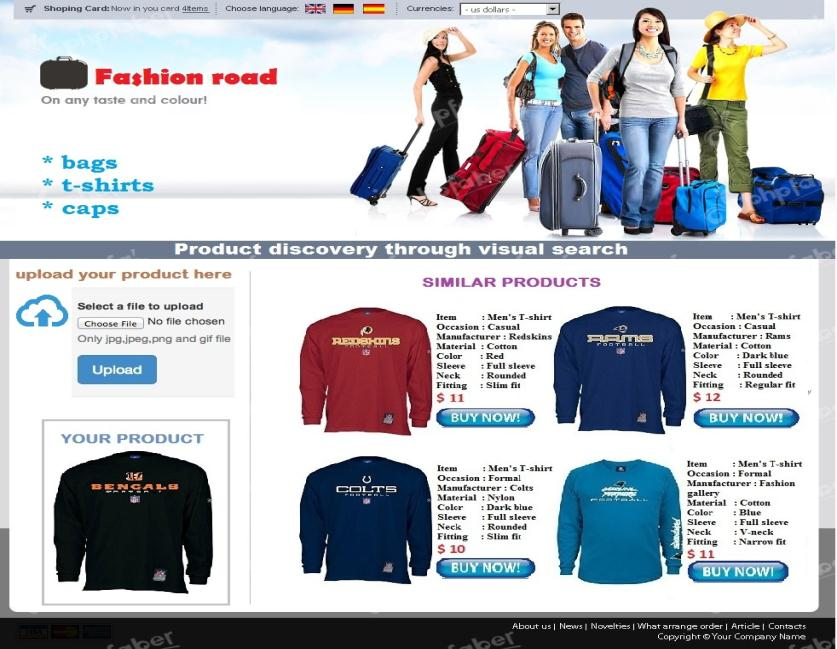 Shoping Card: Now in you card 4items
Choose language:
Currencies: - us dollars -
Fashion road
On any taste and colour!
* bags
* t-shirts
* caps
Product discovery through visual search
upload your product here
Select a file to upload
Choose File No file chosen
Only jpg,jpeg,png and gif file
Upload
YOUR PRODUCT
BENGALS
SIMILAR PRODUCTS
REDSKINS
FOOTBALL
Item : Men's T-shirt
Occasion : Casual
Manufacturer : Redskins
Material : Cotton
Color : Red
Sleeve : Full sleeve
Neck : Rounded
Fitting : Slim fit
$ 11
BUY NOW!
RAMS
FOOTBALL
Item : Men's T-shirt
Occasion : Casual
Manufacturer : Rams
Material : Cotton
Color : Dark blue
Sleeve : Full sleeve
Neck : Rounded
Fitting : Regular fit
$ 12
BUY NOW!
COLTS
FOOTBALL
Item : Men's T-shirt
Occasion : Formal
Manufacturer : Colts
Material : Nylon
Color : Dark blue
Sleeve : Full sleeve
Neck : Rounded
Fitting : Slim fit
$ 10
BUY NOW!
FOOTBALL
Item : Men's T-shirt
Occasion : Formal
Manufacturer : Fashion
gallery
Material : Cotton
Color : Blue
Sleeve : Full sleeve
Neck : V-neck
Fitting : Narrow fit
$ 11
BUY NOW!
About us | News | Novelties | What arrange order | Article | Contacts
Copyright © Your Company Name